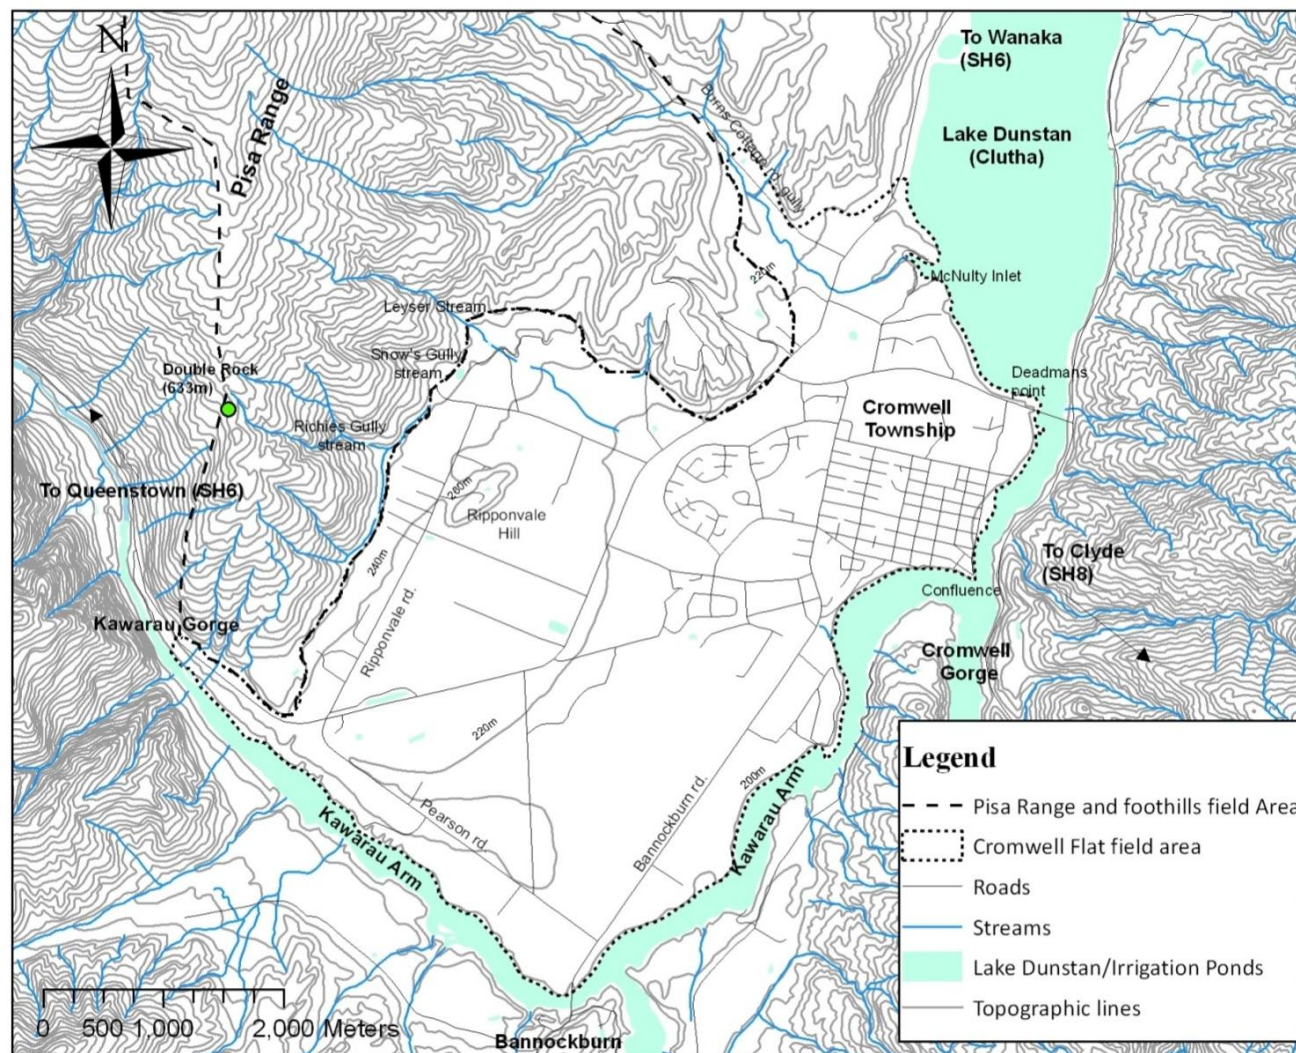 N
To Wanaka
(SH6)
Pisa Range
Burns Cottage rd. gully
Lake Dunstan
(Clutha)
220m
McNulty Inlet
Leyser Stream
Snow's Gully
stream
Double Rock
(633m)
Deadmans
point
Cromwell
Township
Richies Gully
stream
To Queenstown (SH6)
260m
Ripponvale
Hill
240m
To Clyde
(SH8)
Confluence
Kawarau Gorge
Ripponvale rd.
Cromwell
Gorge
220m
200m
Bannockburn rd.
Kawarau Arm
Pearson rd.
Kawarau Arm
Legend
Pisa Range and foothills field Area
Cromwell Flat field area
Roads
Streams
Lake Dunstan/Irrigation Ponds
Topographic lines
0 500 1,000 2,000 Meters
Bannockburn